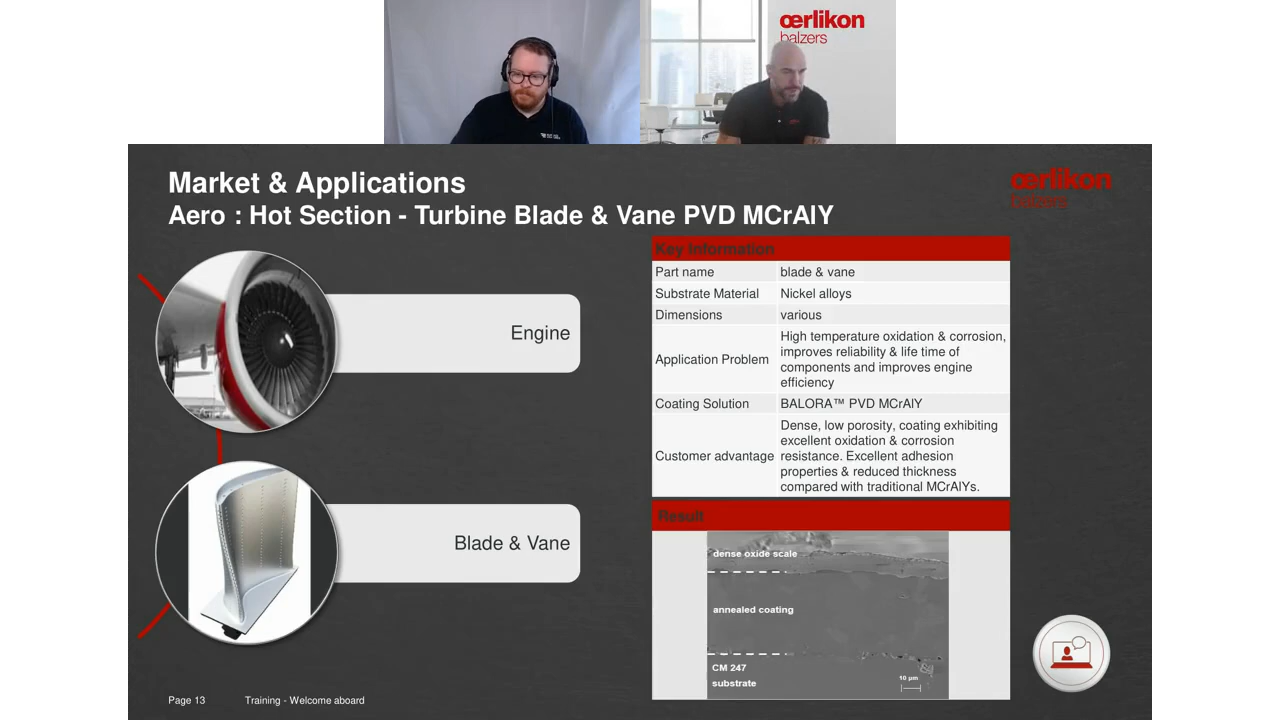 œrlikon
balzers
Market & Applications
Aero : Hot Section - Turbine Blade & Vane PVD MCrAlY
œrlikon
balzers
Engine
Blade & Vane
Key Information
Part name blade & vane
Substrate Material Nickel alloys
Dimensions various
Application Problem High temperature oxidation & corrosion,
improves reliability & life time of
components and improves engine
efficiency
Coating Solution BALORA™ PVD MCrAlY
Customer advantage Dense, low porosity, coating exhibiting
excellent oxidation & corrosion
resistance. Excellent adhesion
properties & reduced thickness
compared with traditional MCrAlYs.
Result
dense oxide scale
annealed coating
CM 247
substrate
10 µm
Page 13 Training - Welcome aboard